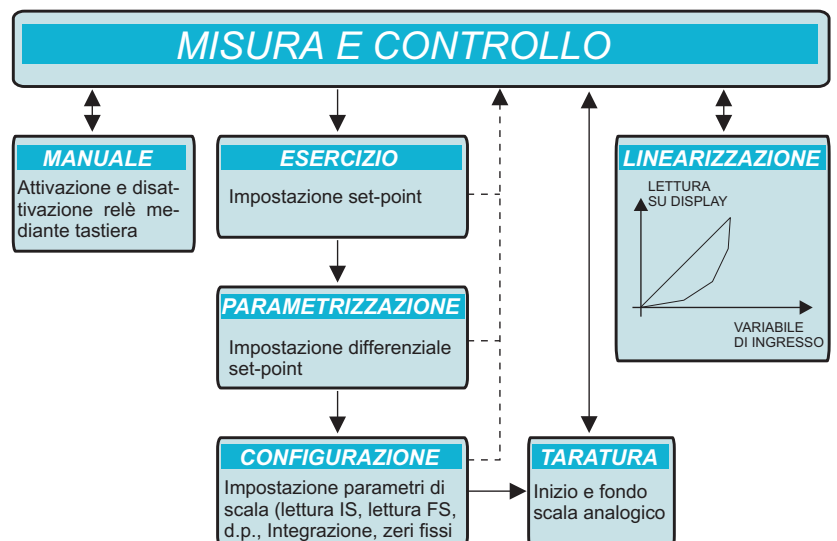 MISURA E CONTROLLO
MANUALE
Attivazione e disat-
tivazione relè me-
diante tastiera
ESERCIZIO
Impostazione set-point
PARAMETRIZZAZIONE
Impostazione differenziale
set-point
CONFIGURAZIONE
Impostazione parametri di
scala (lettura IS, lettura FS,
d.p., Integrazione, zeri fissi
TARATURA
Inizio e fondo
scala analogico
LINEARIZZAZIONE
LETTURA
SU DISPLAY
VARIABILE
DI INGRESSO